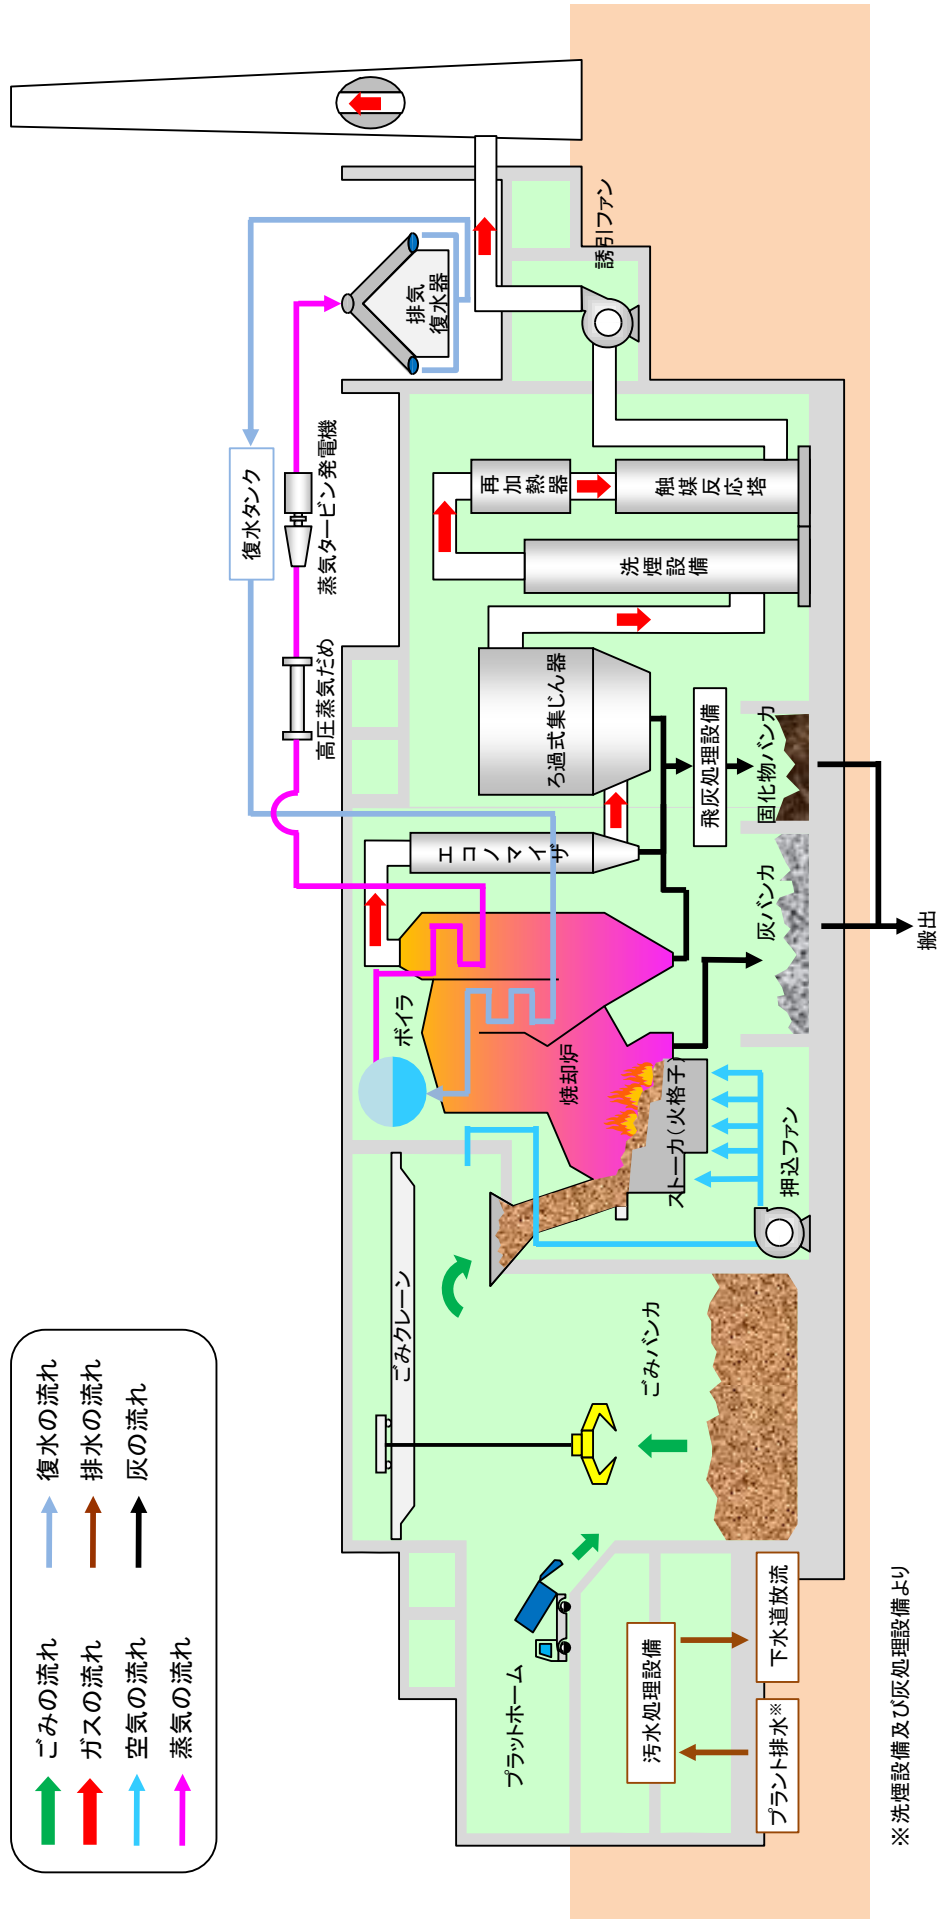 ごみの流れ
ガスの流れ
空気の流れ
蒸気の流れ
復水の流れ
排水の流れ
灰の流れ
プラットホーム
汚水処理設備
プラント排水※
下水道放流
ごみクレーン
ごみバンカ
押込ファン
ストーカ(火格子)
焼却炉
ボイラ
エコノマイザ
灰バンカ
搬出
固化物バンカ
飛灰処理設備
ろ過式集じん器
高圧蒸気だめ
蒸気タービン発電機
復水タンク
排気
復水器
洗煙設備
再加熱器
触媒反応塔
誘引ファン
※洗煙設備及び灰処理設備より